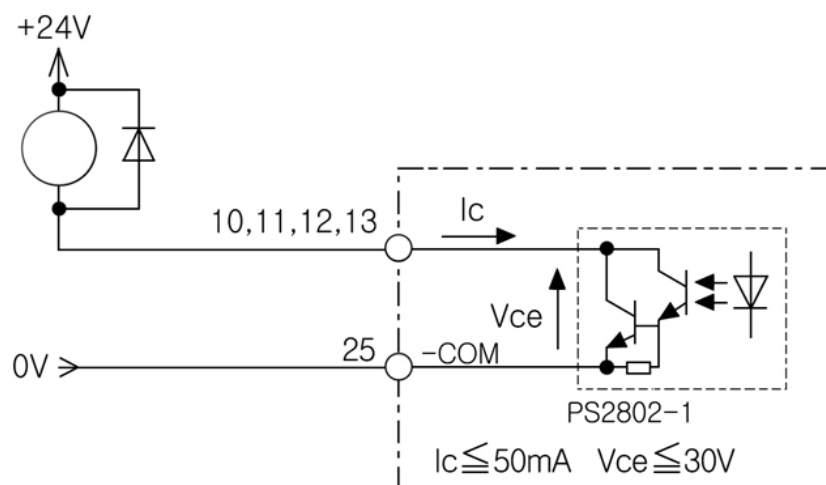 +24V
10,11,12,13
Ic
Vce
25
-COM
0V
PS2802-1
Ic≦50mA Vce≦30V